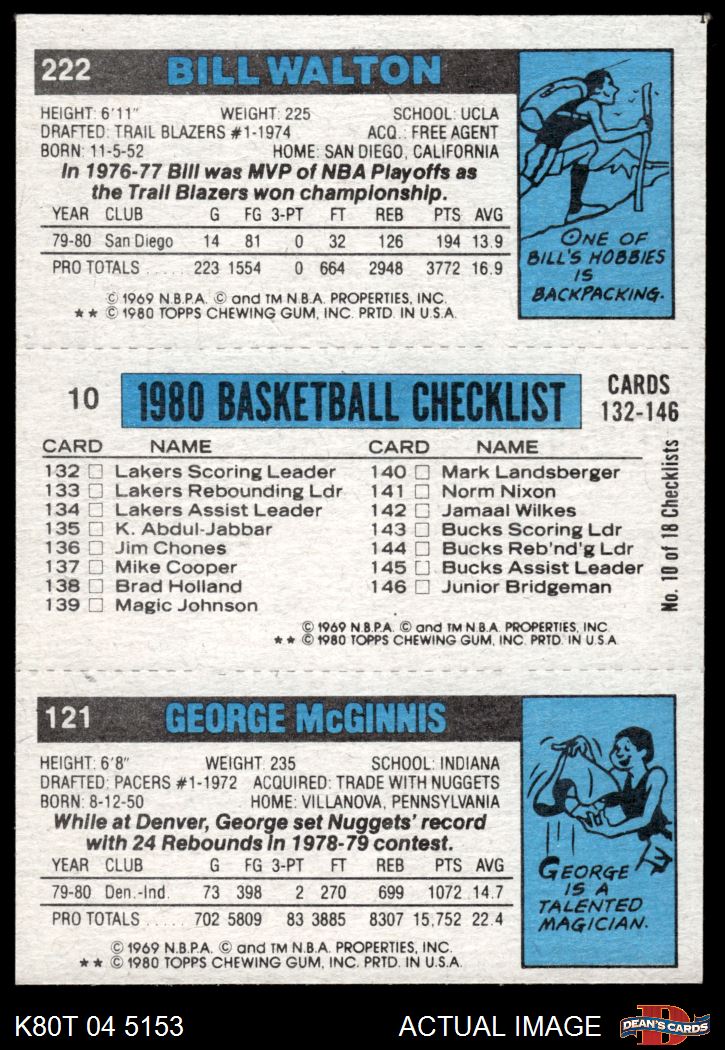 222 BILL WALTON
HEIGHT: 6'11" WEIGHT: 225 SCHOOL: UCLA
DRAFTED: TRAIL BLAZERS #1-1974 ACQ.: FREE AGENT
BORN: 11-5-52 HOME: SAN DIEGO, CALIFORNIA
In 1976-77 Bill was MVP of NBA Playoffs as
the Trail Blazers won championship.
YEAR CLUB G FG 3-PT FT REB PTS AVG
79-80 San Diego 14 81 0 32 126 194 13.9
PRO TOTALS ..... 223 1554 0 664 2948 3772 16.9
© 1969 N.B.P.A. © and TM N.B.A. PROPERTIES, INC.
★★ © 1980 TOPPS CHEWING GUM, INC. PRTD. IN U.S.A.
ONE OF
BILL'S HOBBIES
IS
BACKPACKING.
10 1980 BASKETBALL CHECKLIST CARDS
132-146
CARD NAME CARD NAME
132 □ Lakers Scoring Leader 140 □ Mark Landsberger
133 □ Lakers Rebounding Ldr 141 □ Norm Nixon
134 □ Lakers Assist Leader 142 □ Jamaal Wilkes
135 □ K. Abdul-Jabbar 143 □ Bucks Scoring Ldr
136 □ Jim Chones 144 □ Bucks Reb'nd'g Ldr
137 □ Mike Cooper 145 □ Bucks Assist Leader
138 □ Brad Holland 146 □ Junior Bridgeman
139 □ Magic Johnson
No. 10 of 18 Checklists
© 1969 N.B.P.A. © and TM N.B.A. PROPERTIES, INC.
★★ © 1980 TOPPS CHEWING GUM, INC. PRTD. IN U.S.A.
121 GEORGE McGINNIS
HEIGHT: 6'8" WEIGHT: 235 SCHOOL: INDIANA
DRAFTED: PACERS #1-1972 ACQUIRED: TRADE WITH NUGGETS
BORN: 8-12-50 HOME: VILLANOVA, PENNSYLVANIA
While at Denver, George set Nuggets' record
with 24 Rebounds in 1978-79 contest.
YEAR CLUB G FG 3-PT FT REB PTS AVG
79-80 Den.-Ind. 73 398 2 270 699 1072 14.7
PRO TOTALS ..... 702 5809 83 3885 8307 15,752 22.4
© 1969 N.B.P.A. © and TM N.B.A. PROPERTIES, INC.
★★ © 1980 TOPPS CHEWING GUM, INC. PRTD. IN U.S.A.
GEORGE
IS A
TALENTED
MAGICIAN.
K80T 04 5153 ACTUAL IMAGE D DEAN'S CARDS